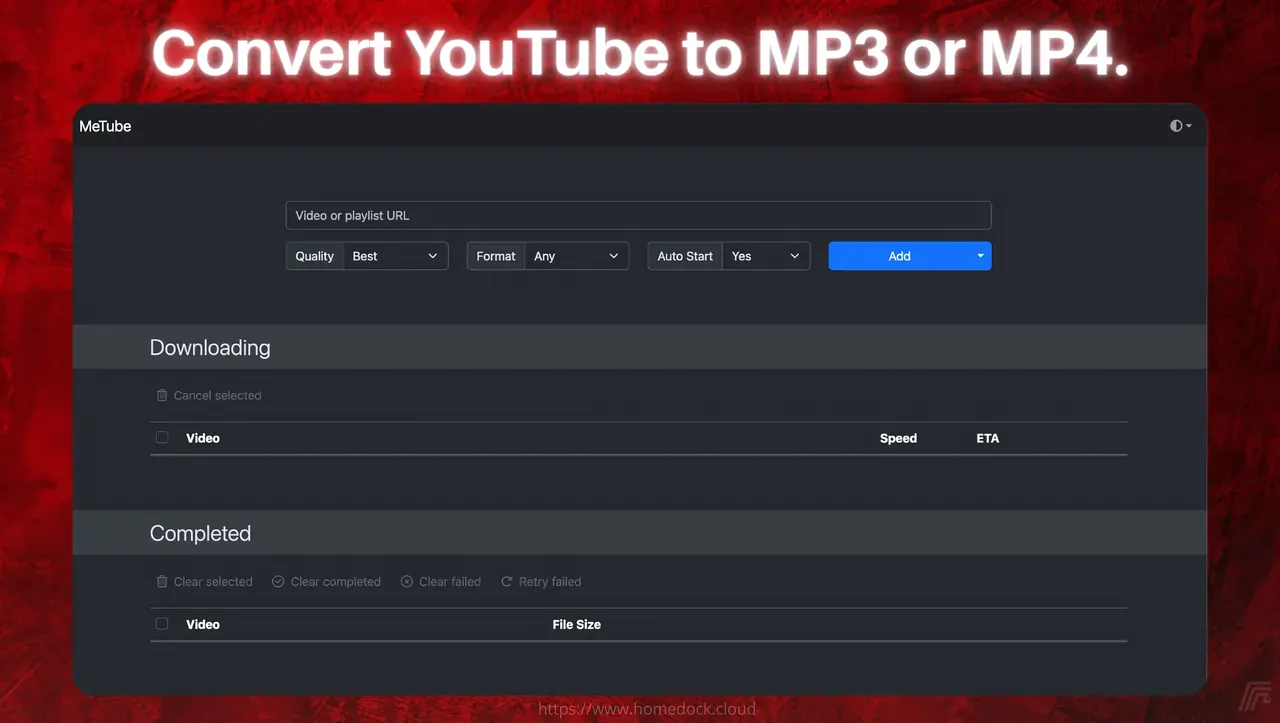 Convert YouTube to MP3 or MP4.
MeTube
Video or playlist URL
Quality Best Format Any Auto Start Yes Add
Downloading
Cancel selected
Video Speed ETA
Completed
Clear selected Clear completed Clear failed Retry failed
Video File Size
https://www.homedock.cloud